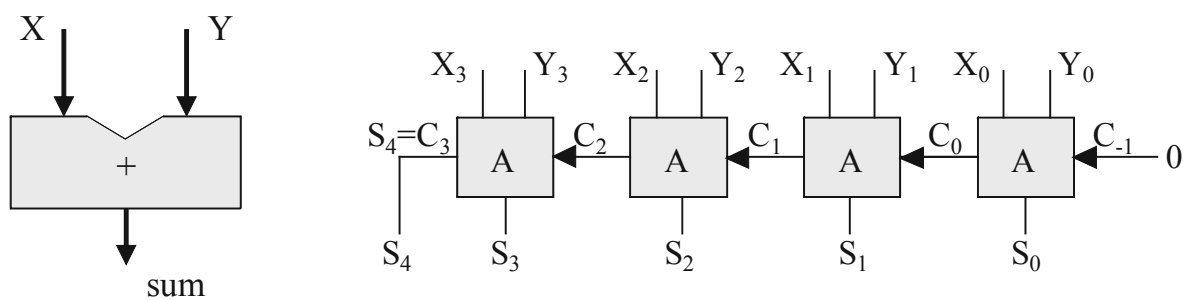 X Y
+
sum
X₃ Y₃ X₂ Y₂ X₁ Y₁ X₀ Y₀
S₄=C₃ C₂ C₁ C₀ C₋₁
A A A A 0
S₄ S₃ S₂ S₁ S₀